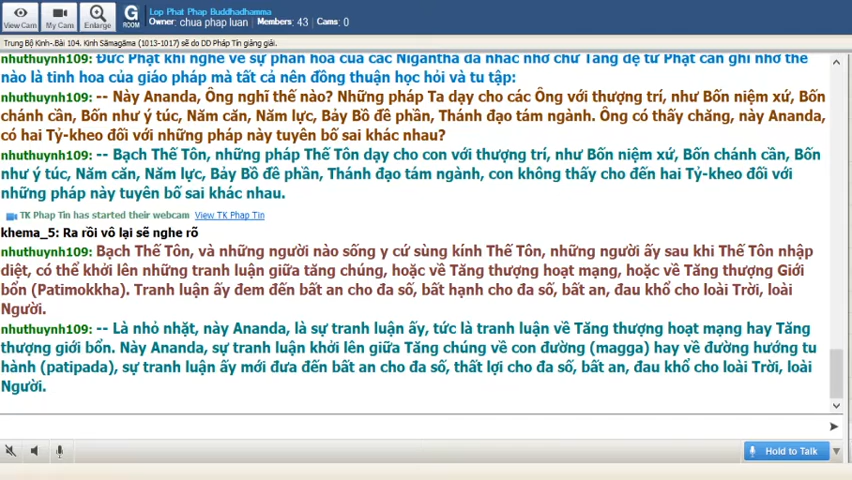 View Cam
My Cam
Enlarge
G
ROOM
Lop Phat Phap Buddhadhamma
Owner: chua phap luan Members: 43 Cams: 0
Trung Bộ Kinh-.Bài 104. Kinh Sāmagāma (1013-1017) sẽ do DD Pháp Tín giảng giải.
nhuthuynh109: Đức Phật khi nghe về sự phân hóa của các Nigantha đã nhắc nhở chư Tăng đệ tử Phật cần ghi nhớ thế
nào là tinh hoa của giáo pháp mà tất cả nên đồng thuận học hỏi và tu tập:
nhuthuynh109: -- Này Ananda, Ông nghĩ thế nào? Những pháp Ta dạy cho các Ông với thượng trí, như Bốn niệm xứ, Bốn
chánh cần, Bốn như ý túc, Năm căn, Năm lực, Bảy Bồ đề phần, Thánh đạo tám ngành. Ông có thấy chăng, này Ananda,
có hai Tỷ-kheo đối với những pháp này tuyên bố sai khác nhau?
nhuthuynh109: -- Bạch Thế Tôn, những pháp Thế Tôn dạy cho con với thượng trí, như Bốn niệm xứ, Bốn chánh cần, Bốn
như ý túc, Năm căn, Năm lực, Bảy Bồ đề phần, Thánh đạo tám ngành, con không thấy cho đến hai Tỷ-kheo đối với
những pháp này tuyên bố sai khác nhau.
TK Phap Tin has started their webcam View TK Phap Tin
khema_5: Ra rồi vô lại sẽ nghe rõ
nhuthuynh109: Bạch Thế Tôn, và những người nào sống y cứ sùng kính Thế Tôn, những người ấy sau khi Thế Tôn nhập
diệt, có thể khởi lên những tranh luận giữa tăng chúng, hoặc về Tăng thượng hoạt mạng, hoặc về Tăng thượng Giới
bổn (Patimokkha). Tranh luận ấy đem đến bất an cho đa số, bất hạnh cho đa số, bất an, đau khổ cho loài Trời, loài
Người.
nhuthuynh109: -- Là nhỏ nhặt, này Ananda, là sự tranh luận ấy, tức là tranh luận về Tăng thượng hoạt mạng hay Tăng
thượng giới bổn. Này Ananda, sự tranh luận khởi lên giữa Tăng chúng về con đường (magga) hay về đường hướng tu
hành (patipada), sự tranh luận ấy mới đưa đến bất an cho đa số, thất lợi cho đa số, bất an, đau khổ cho loài Trời, loài
Người.
Hold to Talk